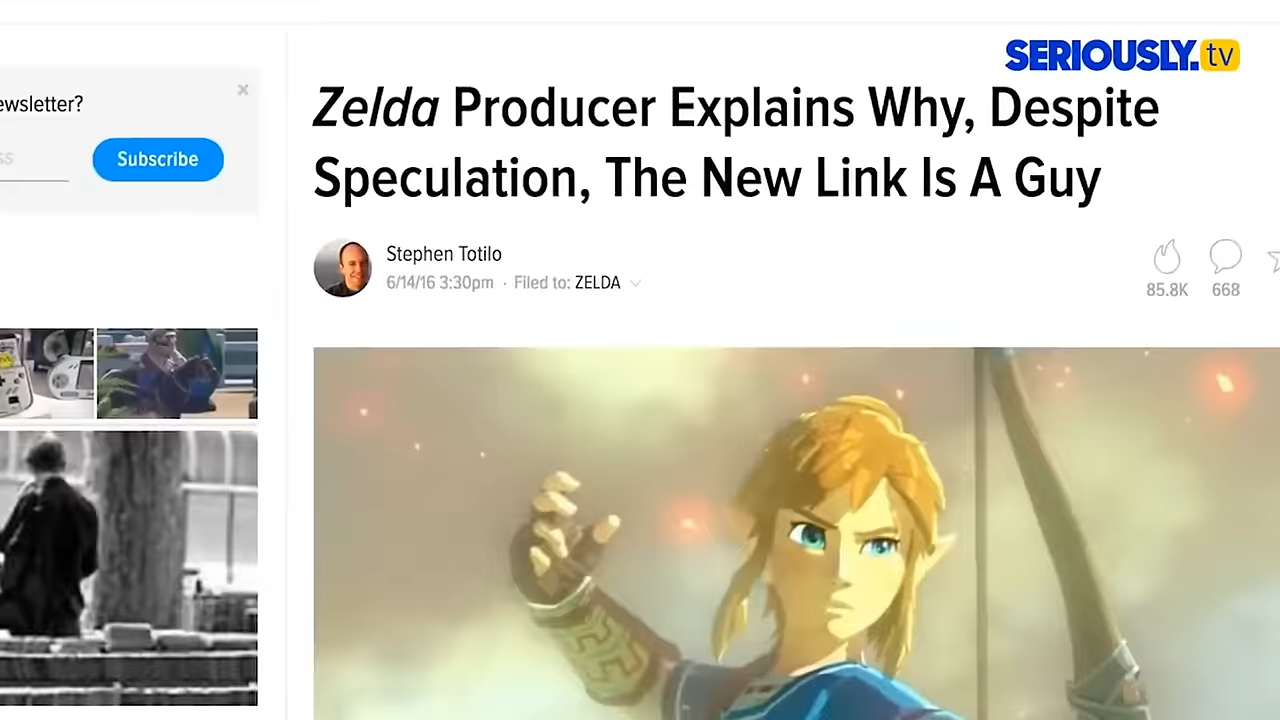 SERIOUSLY.tv
ewsletter?
Subscribe
Zelda Producer Explains Why, Despite
Speculation, The New Link Is A Guy
Stephen Totilo
6/14/16 3:30pm · Filed to: ZELDA
85.8K 668